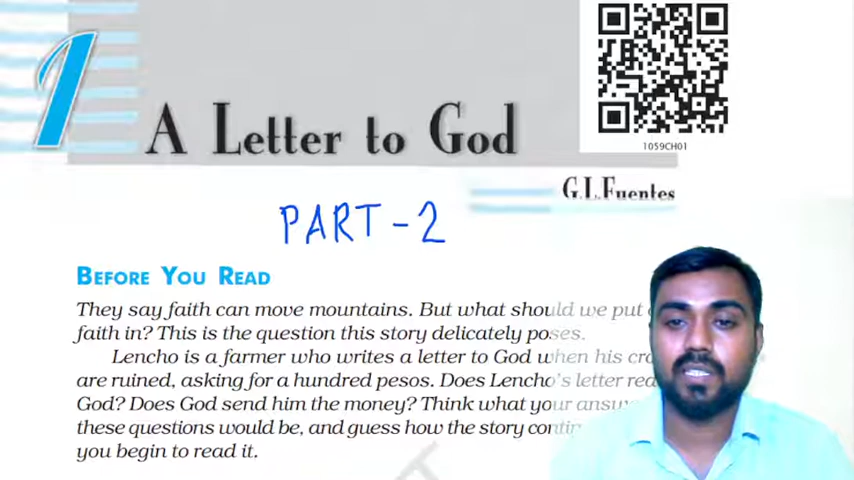 1
A Letter to God
1059CH01
G.L.Fuentes
PART-2
BEFORE YOU READ
They say faith can move mountains. But what should we put
faith in? This is the question this story delicately poses.
Lencho is a farmer who writes a letter to God when his
are ruined, asking for a hundred pesos. Does Lencho's letter
God? Does God send him the money? Think what your
these questions would be, and guess how the story
you begin to read it.